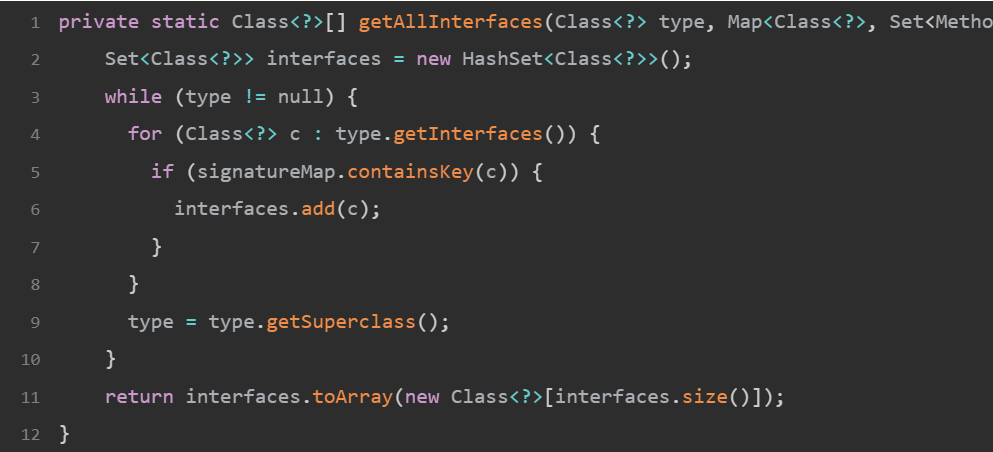 1 private static Class<?>[] getAllInterfaces(Class<?> type, Map<Class<?>, Set<Metho
2 Set<Class<?>> interfaces = new HashSet<Class<?>>();
3 while (type != null) {
4 for (Class<?> c : type.getInterfaces()) {
5 if (signatureMap.containsKey(c)) {
6 interfaces.add(c);
7 }
8 }
9 type = type.getSuperclass();
10 }
11 return interfaces.toArray(new Class<?>[interfaces.size()]);
12 }